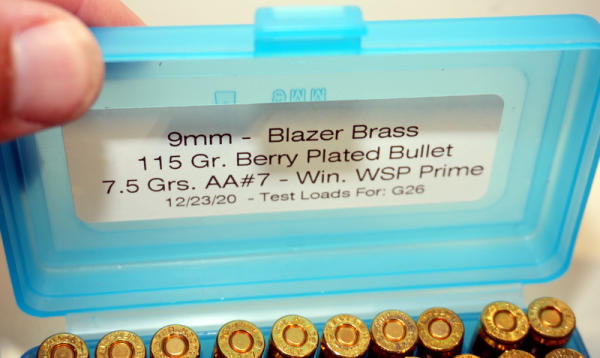 9mm - Blazer Brass
115 Gr. Berry Plated Bullet
7.5 Grs. AA#7 - Win. WSP Prime
12/23/20 - Test Loads For: G26